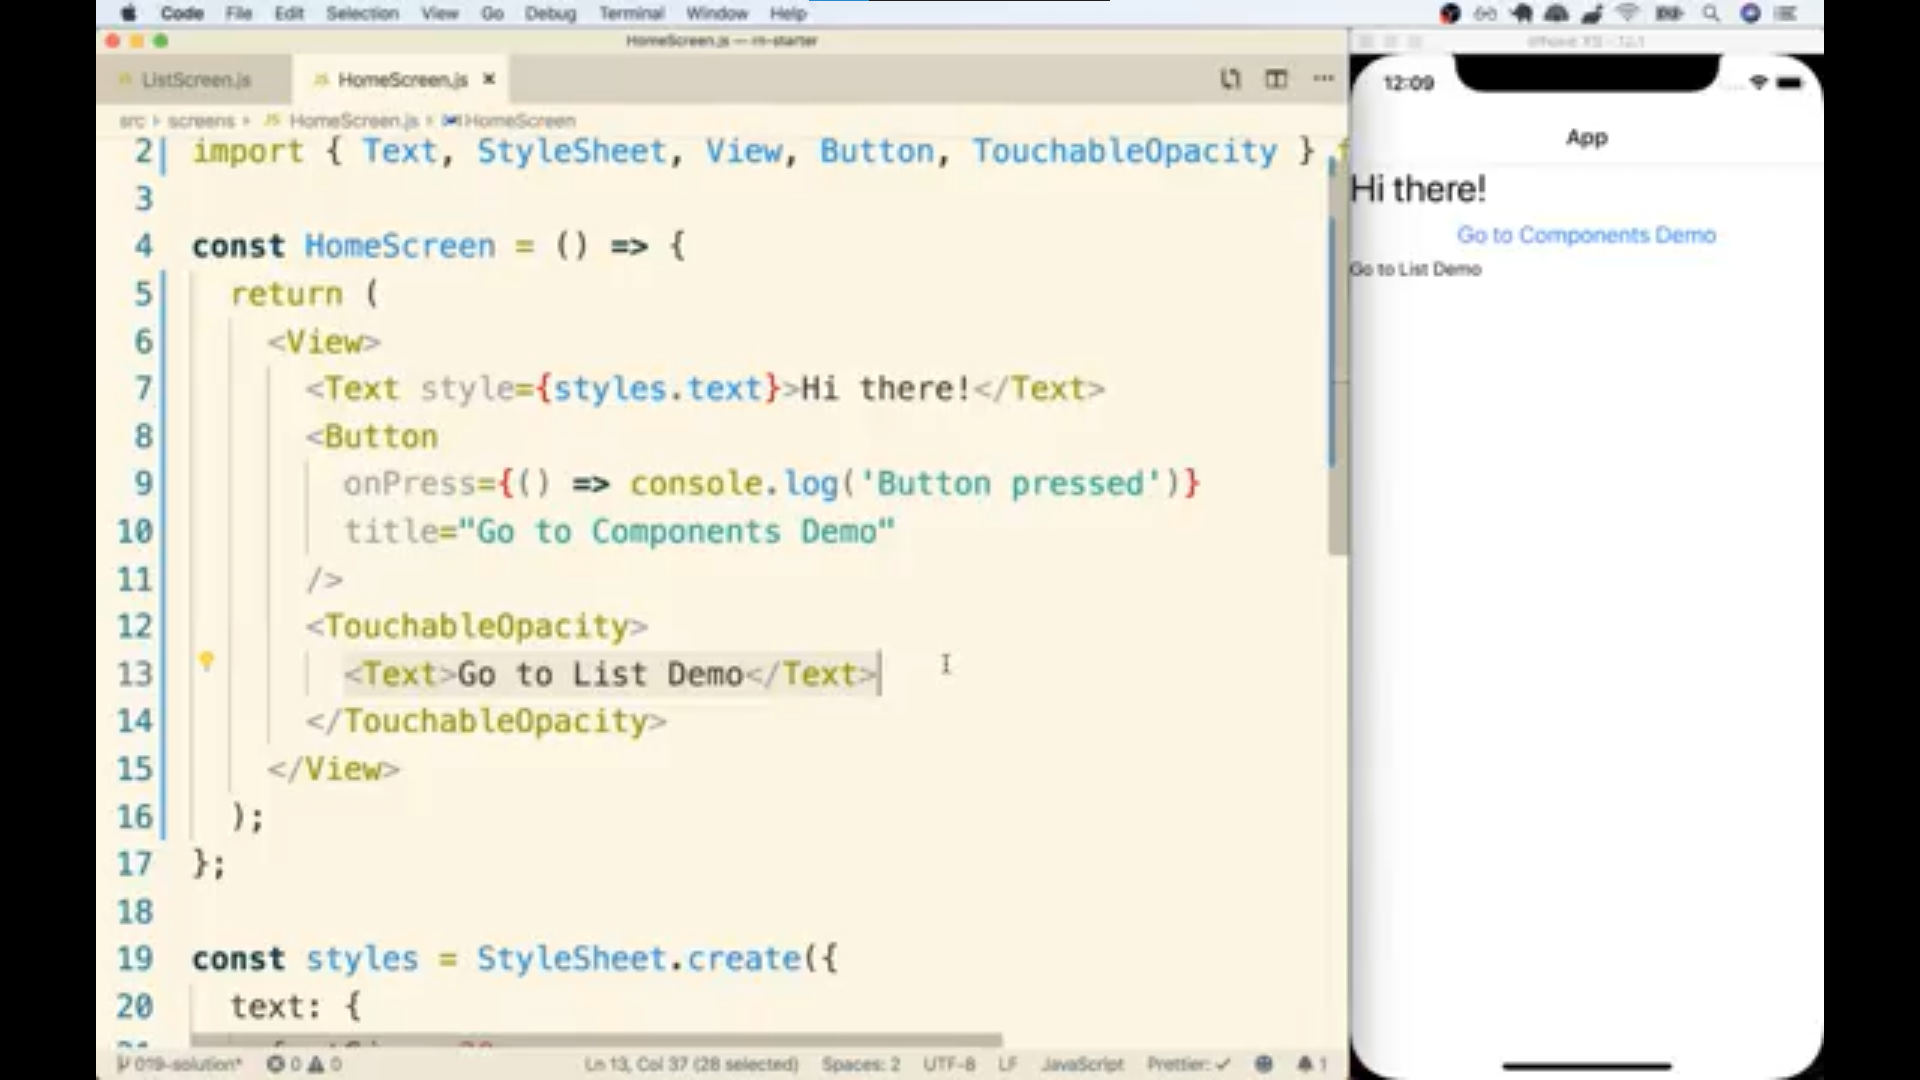 Code File Edit Selection View Go Debug Terminal Window Help
HomeScreen.js — rn-starter
iPhone XS - 12.1
JS ListScreen.js
JS HomeScreen.js ×
src › screens › JS HomeScreen.js › HomeScreen
2 import { Text, StyleSheet, View, Button, TouchableOpacity } f
3
4 const HomeScreen = () => {
5 return (
6 <View>
7 <Text style={styles.text}>Hi there!</Text>
8 <Button
9 onPress={() => console.log('Button pressed')}
10 title="Go to Components Demo"
11 />
12 <TouchableOpacity>
13 <Text>Go to List Demo</Text>
14 </TouchableOpacity>
15 </View>
16 );
17 };
18
19 const styles = StyleSheet.create({
20 text: {
019-solution* 0 0 Ln 13, Col 37 (28 selected) Spaces: 2 UTF-8 LF JavaScript Prettier: ✓ 1
12:09
App
Hi there!
Go to Components Demo
Go to List Demo